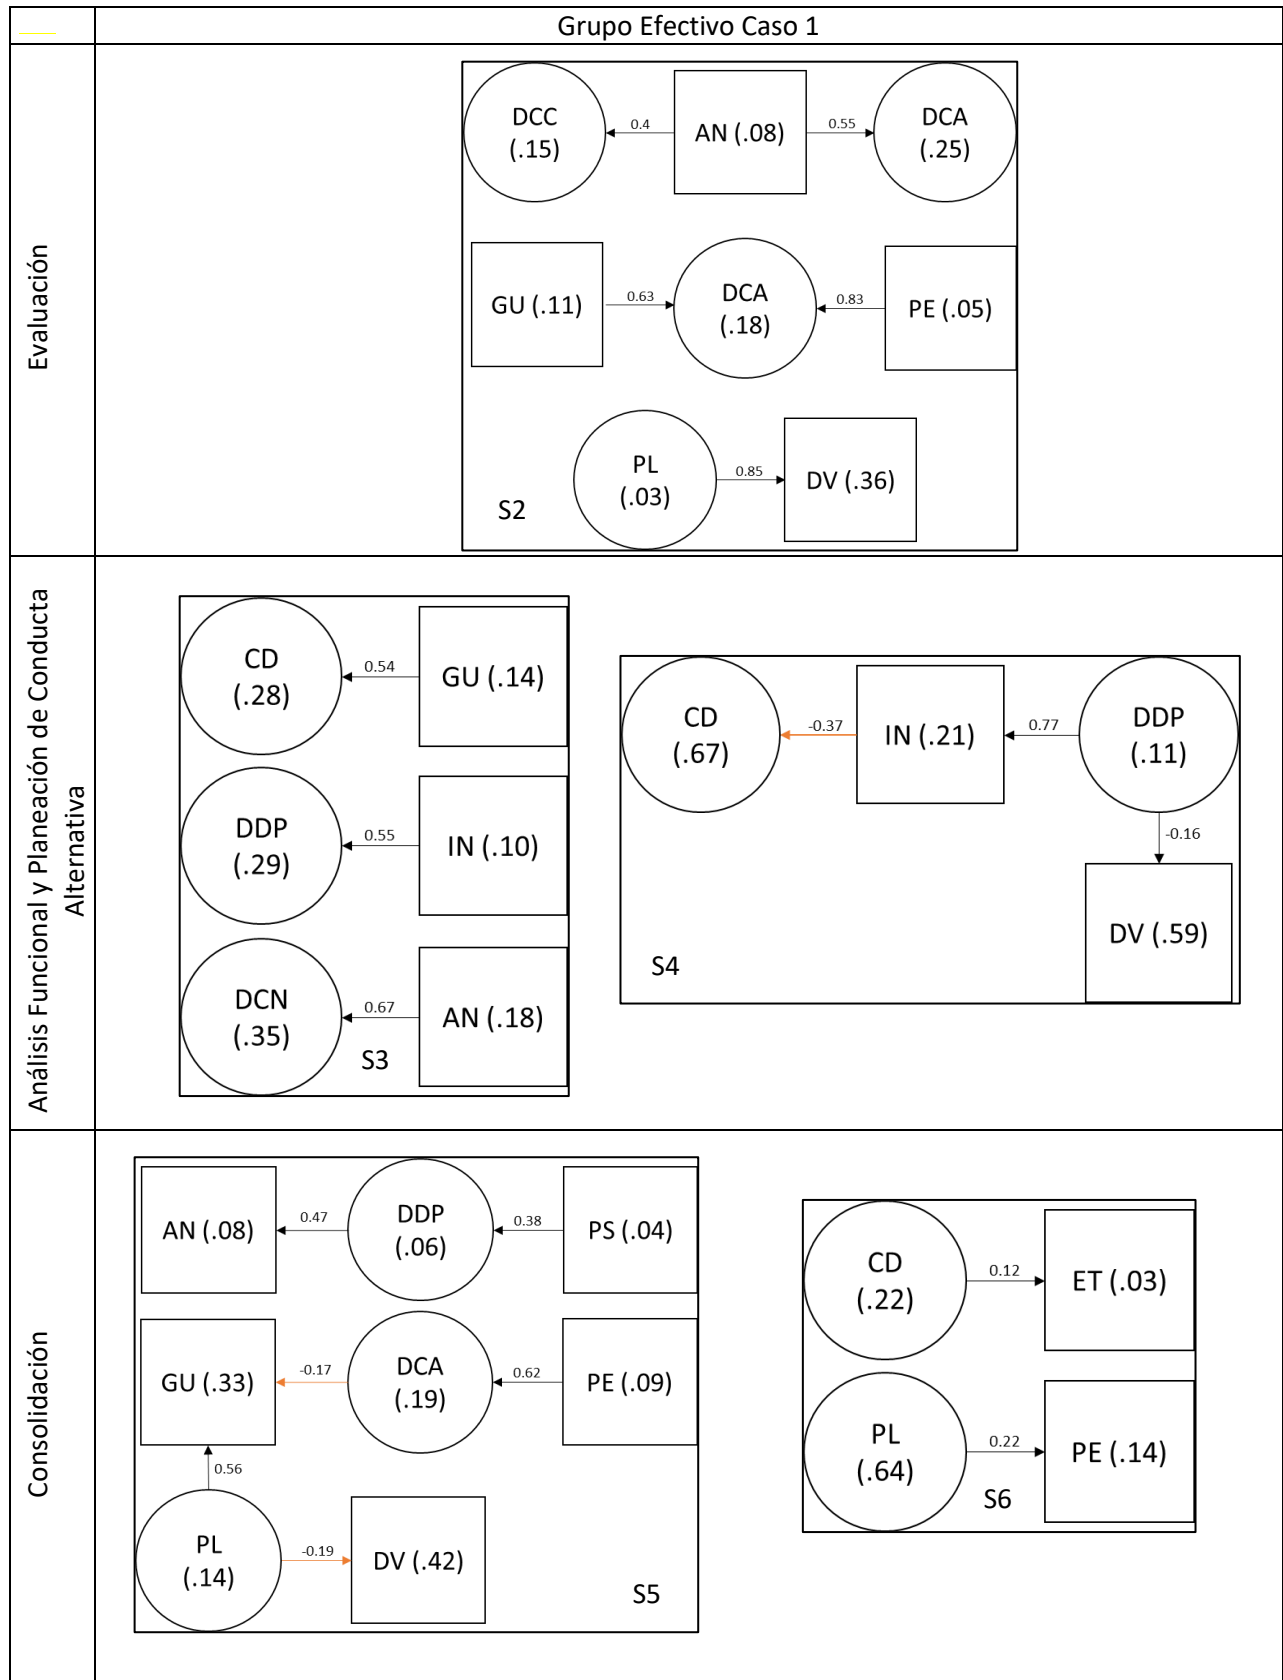 Grupo Efectivo Caso 1
Evaluación
DCC
(.15)
0.4
AN (.08)
0.55
DCA
(.25)
GU (.11)
0.63
DCA
(.18)
0.83
PE (.05)
PL
(.03)
0.85
DV (.36)
S2
Análisis Funcional y Planeación de Conducta
Alternativa
CD
(.28)
0.54
GU (.14)
DDP
(.29)
0.55
IN (.10)
DCN
(.35)
0.67
AN (.18)
S3
CD
(.67)
-0.37
IN (.21)
0.77
DDP
(.11)
-0.16
DV (.59)
S4
Consolidación
AN (.08)
0.47
DDP
(.06)
0.38
PS (.04)
GU (.33)
-0.17
DCA
(.19)
0.62
PE (.09)
0.56
PL
(.14)
-0.19
DV (.42)
S5
CD
(.22)
0.12
ET (.03)
PL
(.64)
0.22
PE (.14)
S6